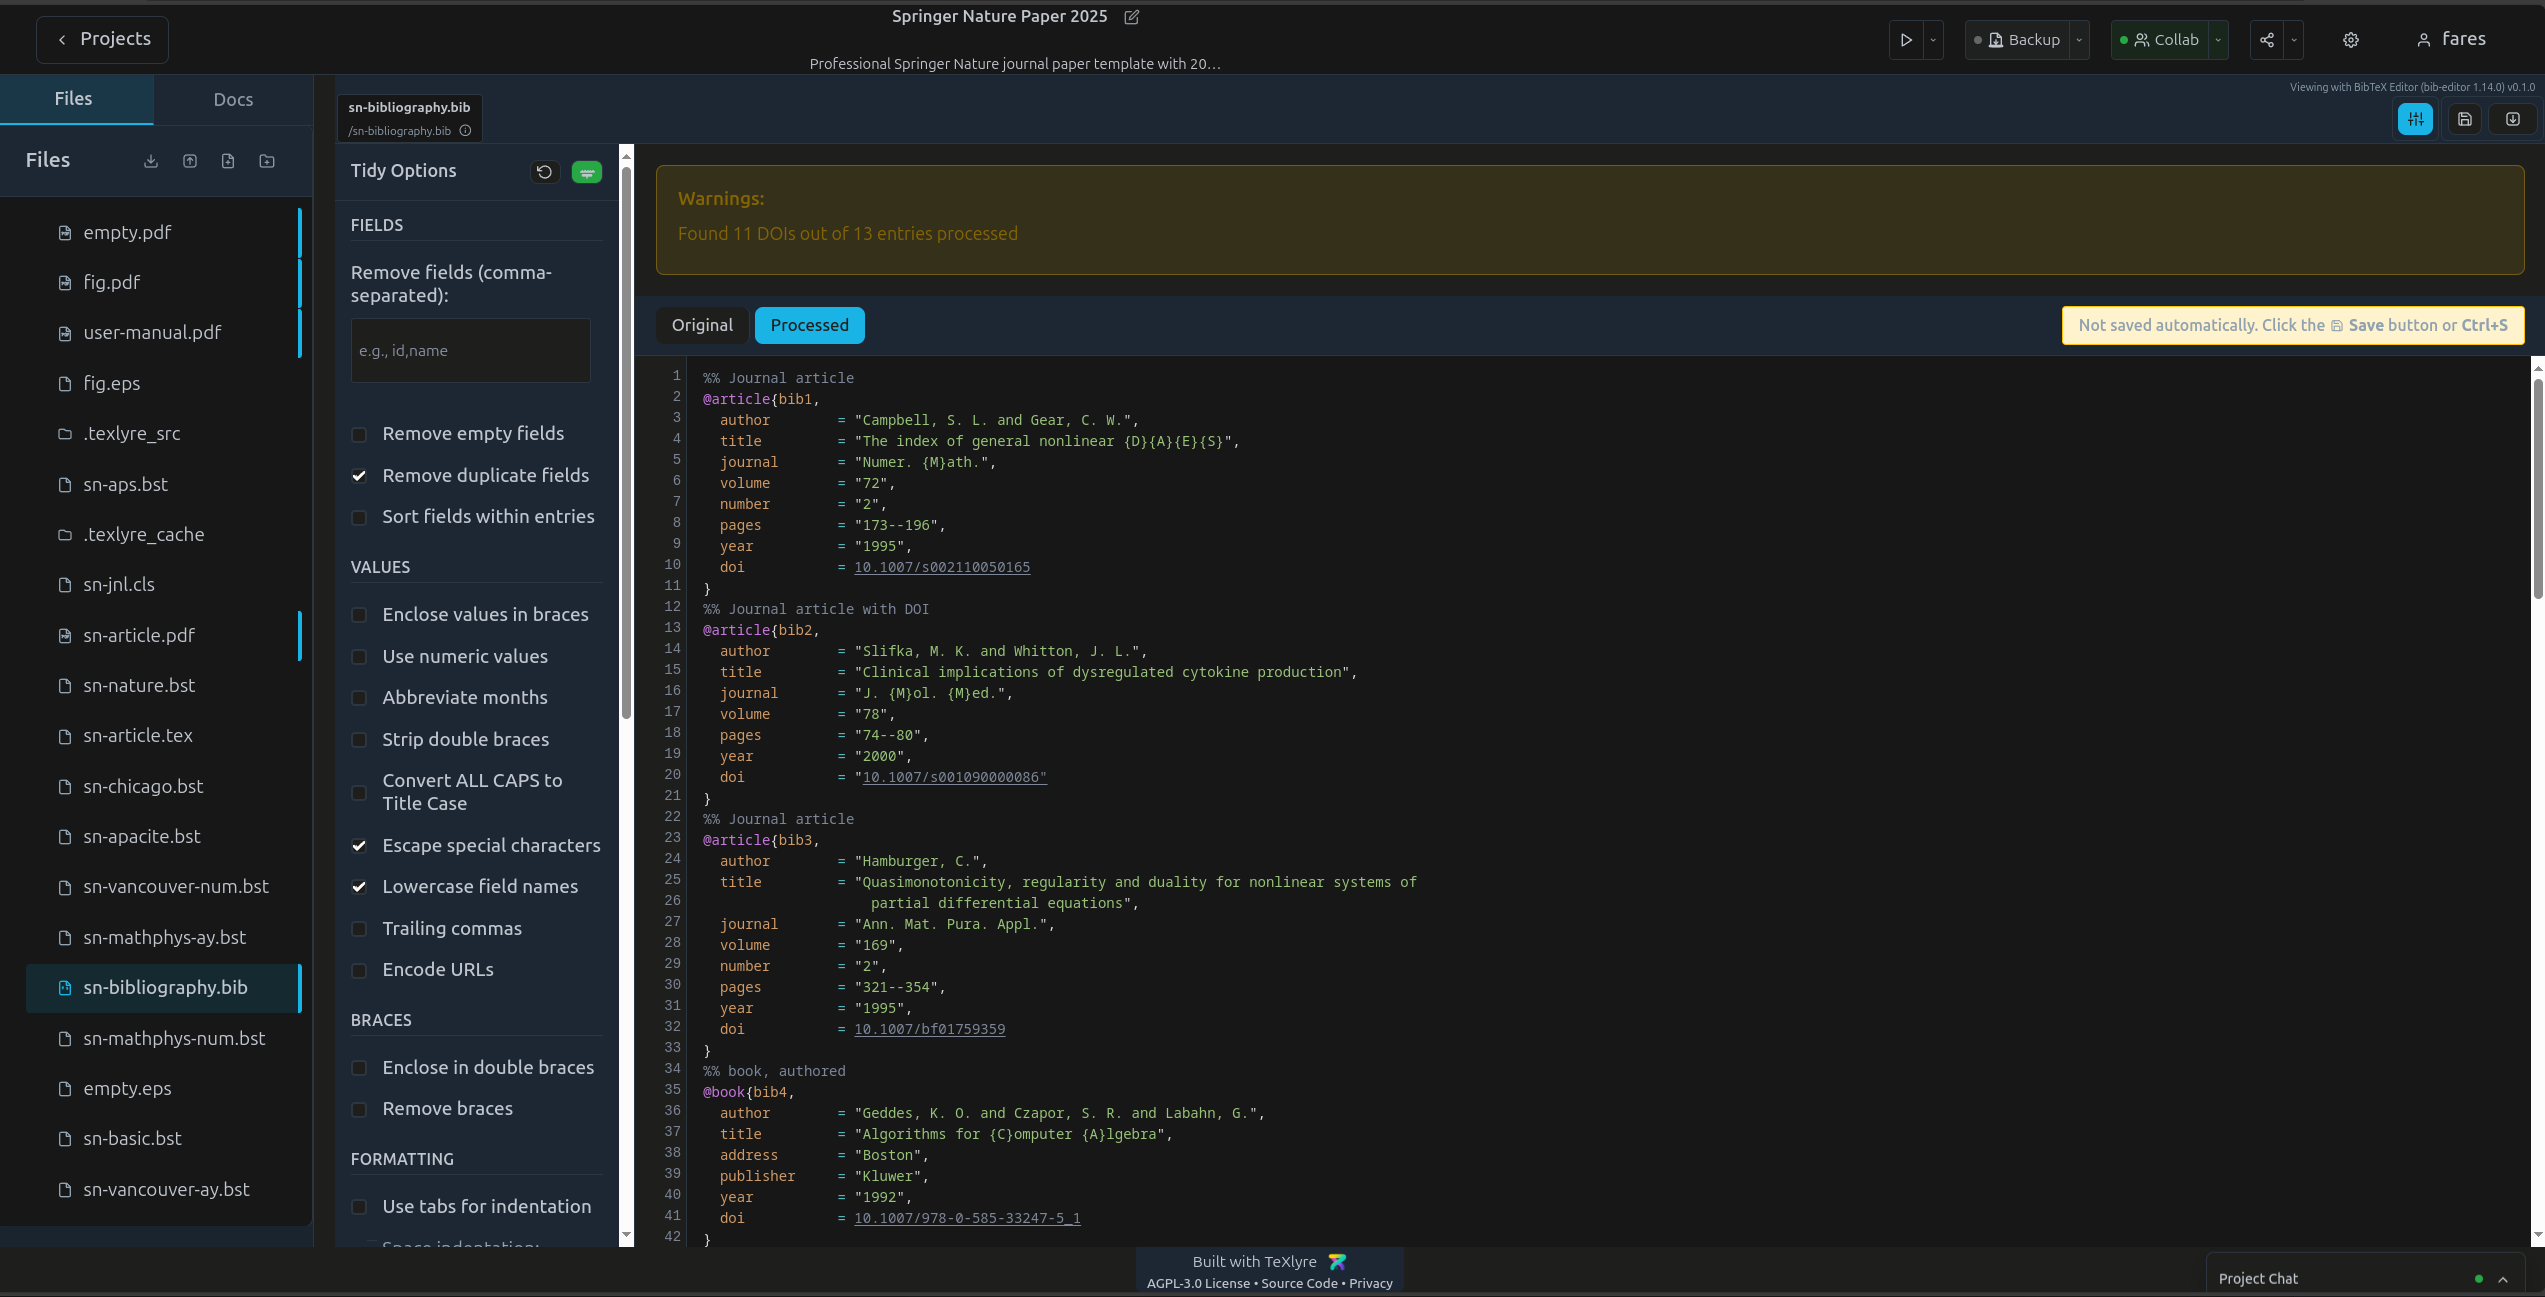 Projects
Springer Nature Paper 2025
Professional Springer Nature journal paper template with 20…
Backup
Collab
fares
Files
Docs
Files
empty.pdf
fig.pdf
user-manual.pdf
fig.eps
.texlyre_src
sn-aps.bst
.texlyre_cache
sn-jnl.cls
sn-article.pdf
sn-nature.bst
sn-article.tex
sn-chicago.bst
sn-apacite.bst
sn-vancouver-num.bst
sn-mathphys-ay.bst
sn-bibliography.bib
sn-mathphys-num.bst
empty.eps
sn-basic.bst
sn-vancouver-ay.bst
sn-bibliography.bib
/sn-bibliography.bib
Viewing with BibTeX Editor (bib-editor 1.14.0) v0.1.0
Tidy Options
FIELDS
Remove fields (comma-
separated):
e.g., id,name
Remove empty fields
Remove duplicate fields
Sort fields within entries
VALUES
Enclose values in braces
Use numeric values
Abbreviate months
Strip double braces
Convert ALL CAPS to
Title Case
Escape special characters
Lowercase field names
Trailing commas
Encode URLs
BRACES
Enclose in double braces
Remove braces
FORMATTING
Use tabs for indentation
Space indentation:
Warnings:
Found 11 DOIs out of 13 entries processed
Original
Processed
Not saved automatically. Click the Save button or Ctrl+S
1 %% Journal article
2 @article{bib1,
3 author = "Campbell, S. L. and Gear, C. W.",
4 title = "The index of general nonlinear {D}{A}{E}{S}",
5 journal = "Numer. {M}ath.",
6 volume = "72",
7 number = "2",
8 pages = "173--196",
9 year = "1995",
10 doi = 10.1007/s002110050165
11 }
12 %% Journal article with DOI
13 @article{bib2,
14 author = "Slifka, M. K. and Whitton, J. L.",
15 title = "Clinical implications of dysregulated cytokine production",
16 journal = "J. {M}ol. {M}ed.",
17 volume = "78",
18 pages = "74--80",
19 year = "2000",
20 doi = "10.1007/s001090000086"
21 }
22 %% Journal article
23 @article{bib3,
24 author = "Hamburger, C.",
25 title = "Quasimonotonicity, regularity and duality for nonlinear systems of
26 partial differential equations",
27 journal = "Ann. Mat. Pura. Appl.",
28 volume = "169",
29 number = "2",
30 pages = "321--354",
31 year = "1995",
32 doi = 10.1007/bf01759359
33 }
34 %% book, authored
35 @book{bib4,
36 author = "Geddes, K. O. and Czapor, S. R. and Labahn, G.",
37 title = "Algorithms for {C}omputer {A}lgebra",
38 address = "Boston",
39 publisher = "Kluwer",
40 year = "1992",
41 doi = 10.1007/978-0-585-33247-5_1
42 }
Built with TeXlyre
AGPL-3.0 License • Source Code • Privacy
Project Chat